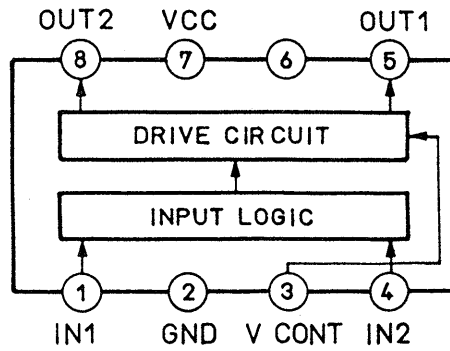 OUT2 VCC OUT1
8 7 6 5
DRIVE CIRCUIT
INPUT LOGIC
1 2 3 4
IN1 GND V CONT IN2